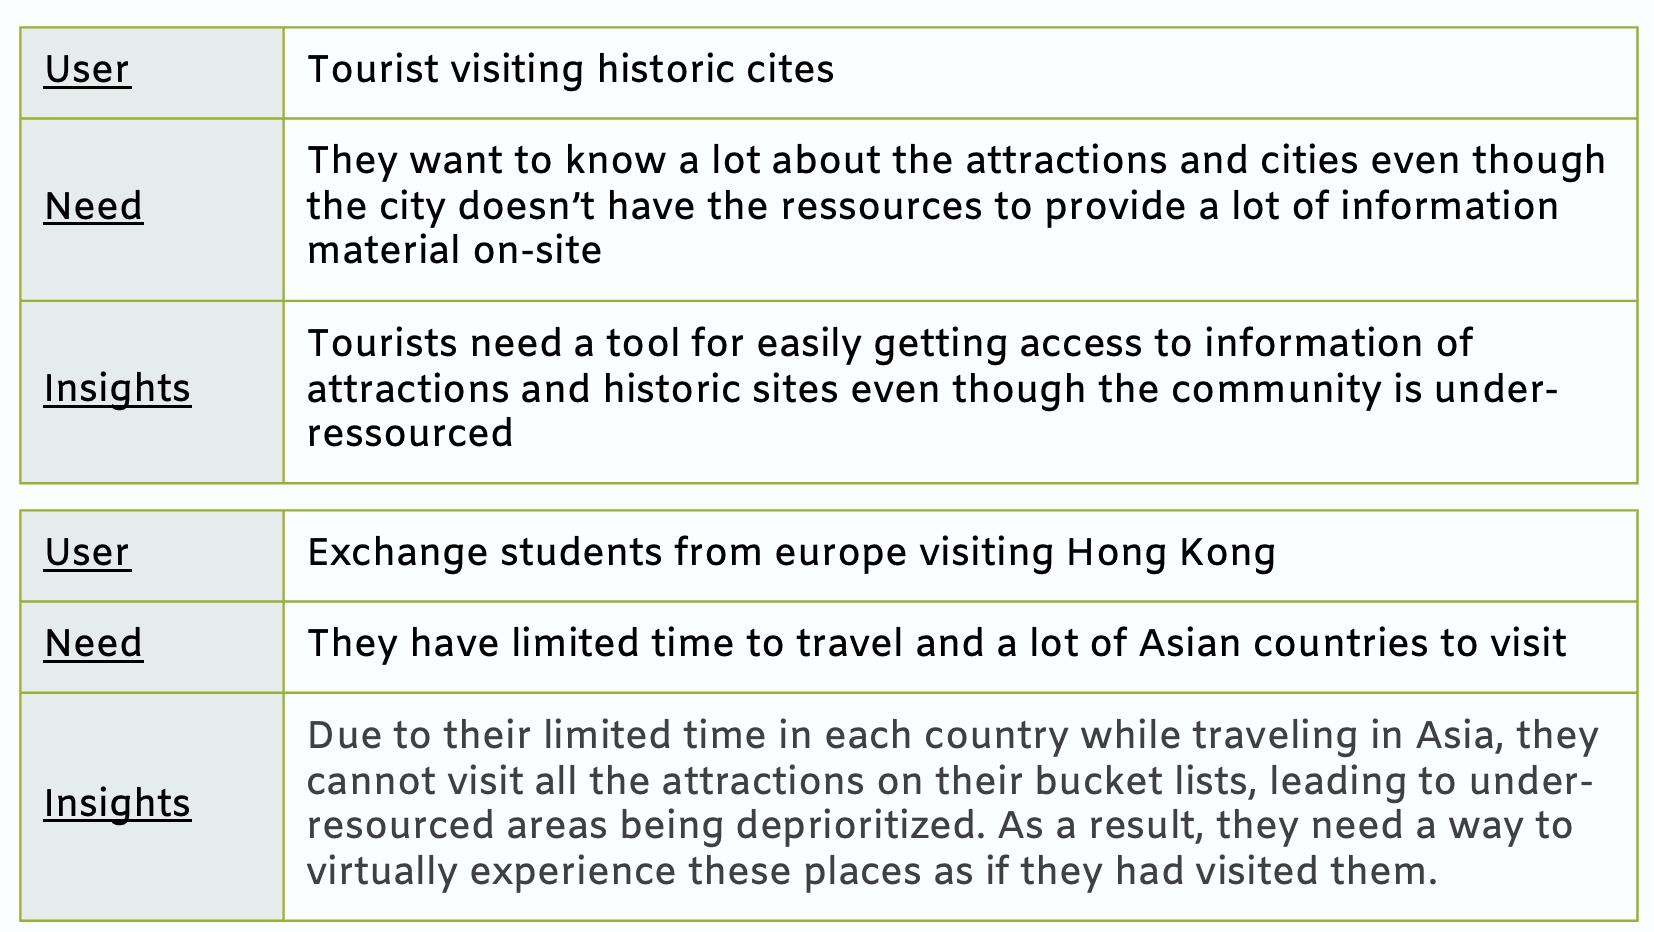 User
Tourist visiting historic cites
Need
They want to know a lot about the attractions and cities even though
the city doesn’t have the ressources to provide a lot of information
material on-site
Insights
Tourists need a tool for easily getting access to information of
attractions and historic sites even though the community is under-
ressourced
User
Exchange students from europe visiting Hong Kong
Need
They have limited time to travel and a lot of Asian countries to visit
Insights
Due to their limited time in each country while traveling in Asia, they
cannot visit all the attractions on their bucket lists, leading to under-
resourced areas being deprioritized. As a result, they need a way to
virtually experience these places as if they had visited them.